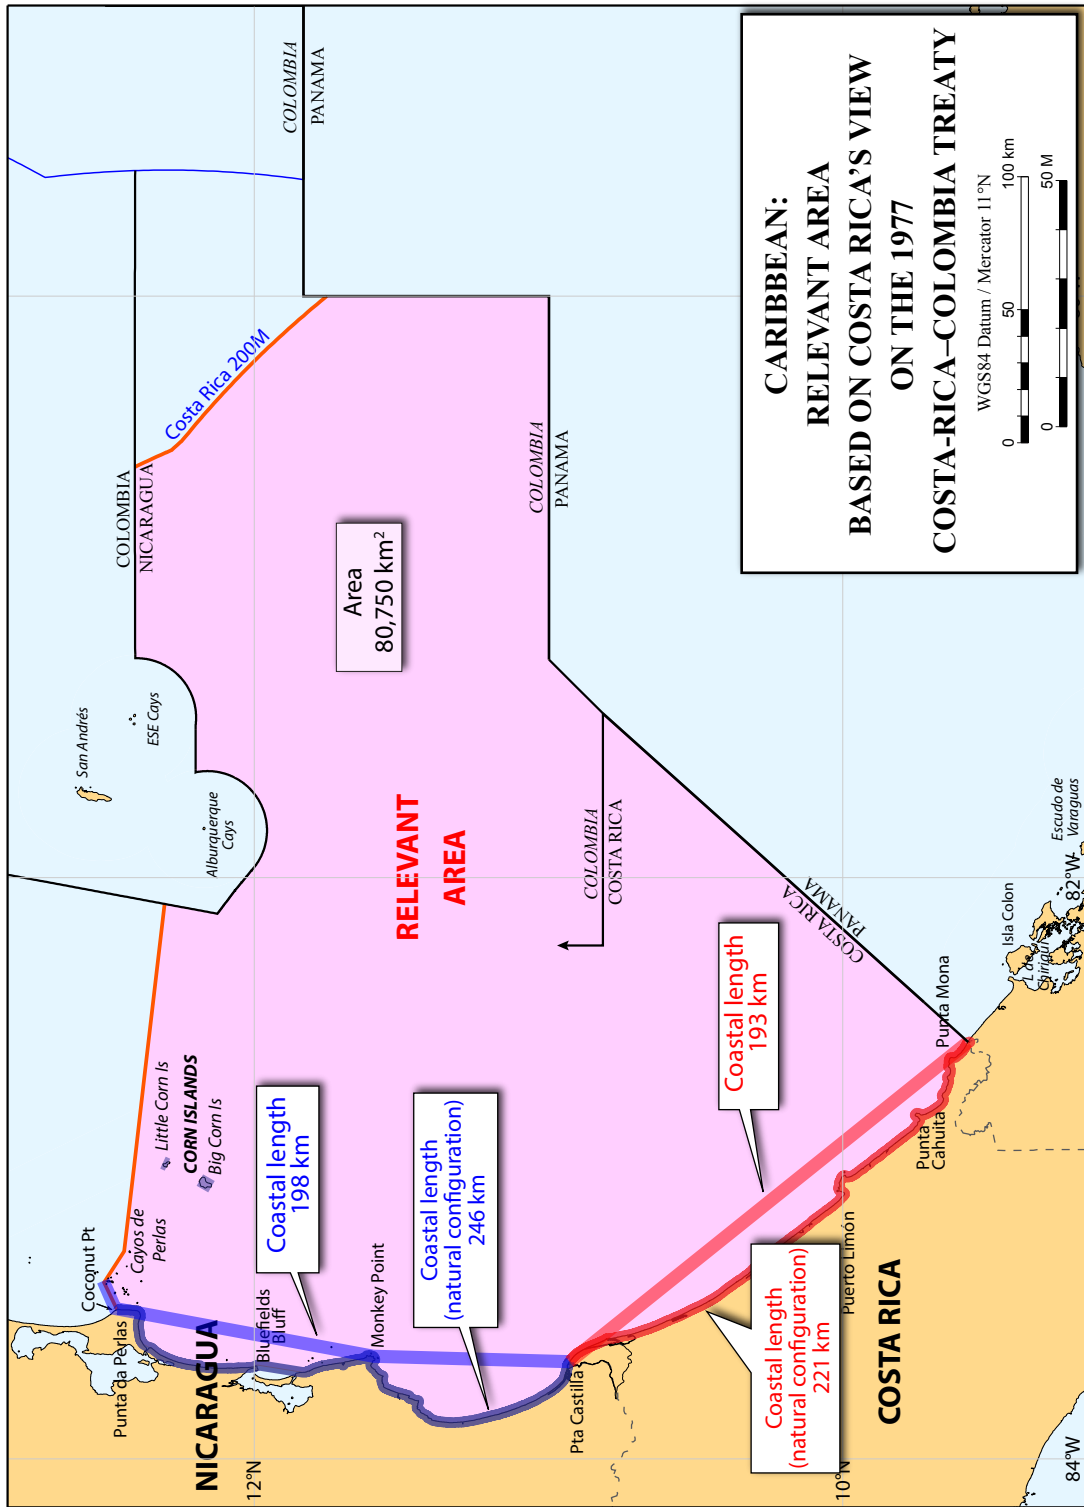 Coconut Pt
Punta da Perlas
Cayos de
Perlas
Little Corn Is
CORN ISLANDS
Big Corn Is
San Andrés
ESE Cays
Alburquerque
Cays
COLOMBIA
NICARAGUA
Costa Rica 200M
COLOMBIA
PANAMA
NICARAGUA
12°N
Bluefields
Bluff
Coastal length
198 km
Monkey Point
Coastal length
(natural configuration)
246 km
RELEVANT
AREA
Area
80,750 km²
COLOMBIA
PANAMA
Pta Castilla
COLOMBIA
COSTA RICA
COSTA RICA
PANAMA
Coastal length
193 km
Coastal length
(natural configuration)
221 km
Puerto Limón
10°N
COSTA RICA
Punta
Cahuita
Punta Mona
Isla Colon
L de
Chiriqui
Escudo de
Varaguas
84°W
82°W
CARIBBEAN:
RELEVANT AREA
BASED ON COSTA RICA'S VIEW
ON THE 1977
COSTA-RICA–COLOMBIA TREATY
WGS84 Datum / Mercator 11°N
0 50 100 km
0 50 M